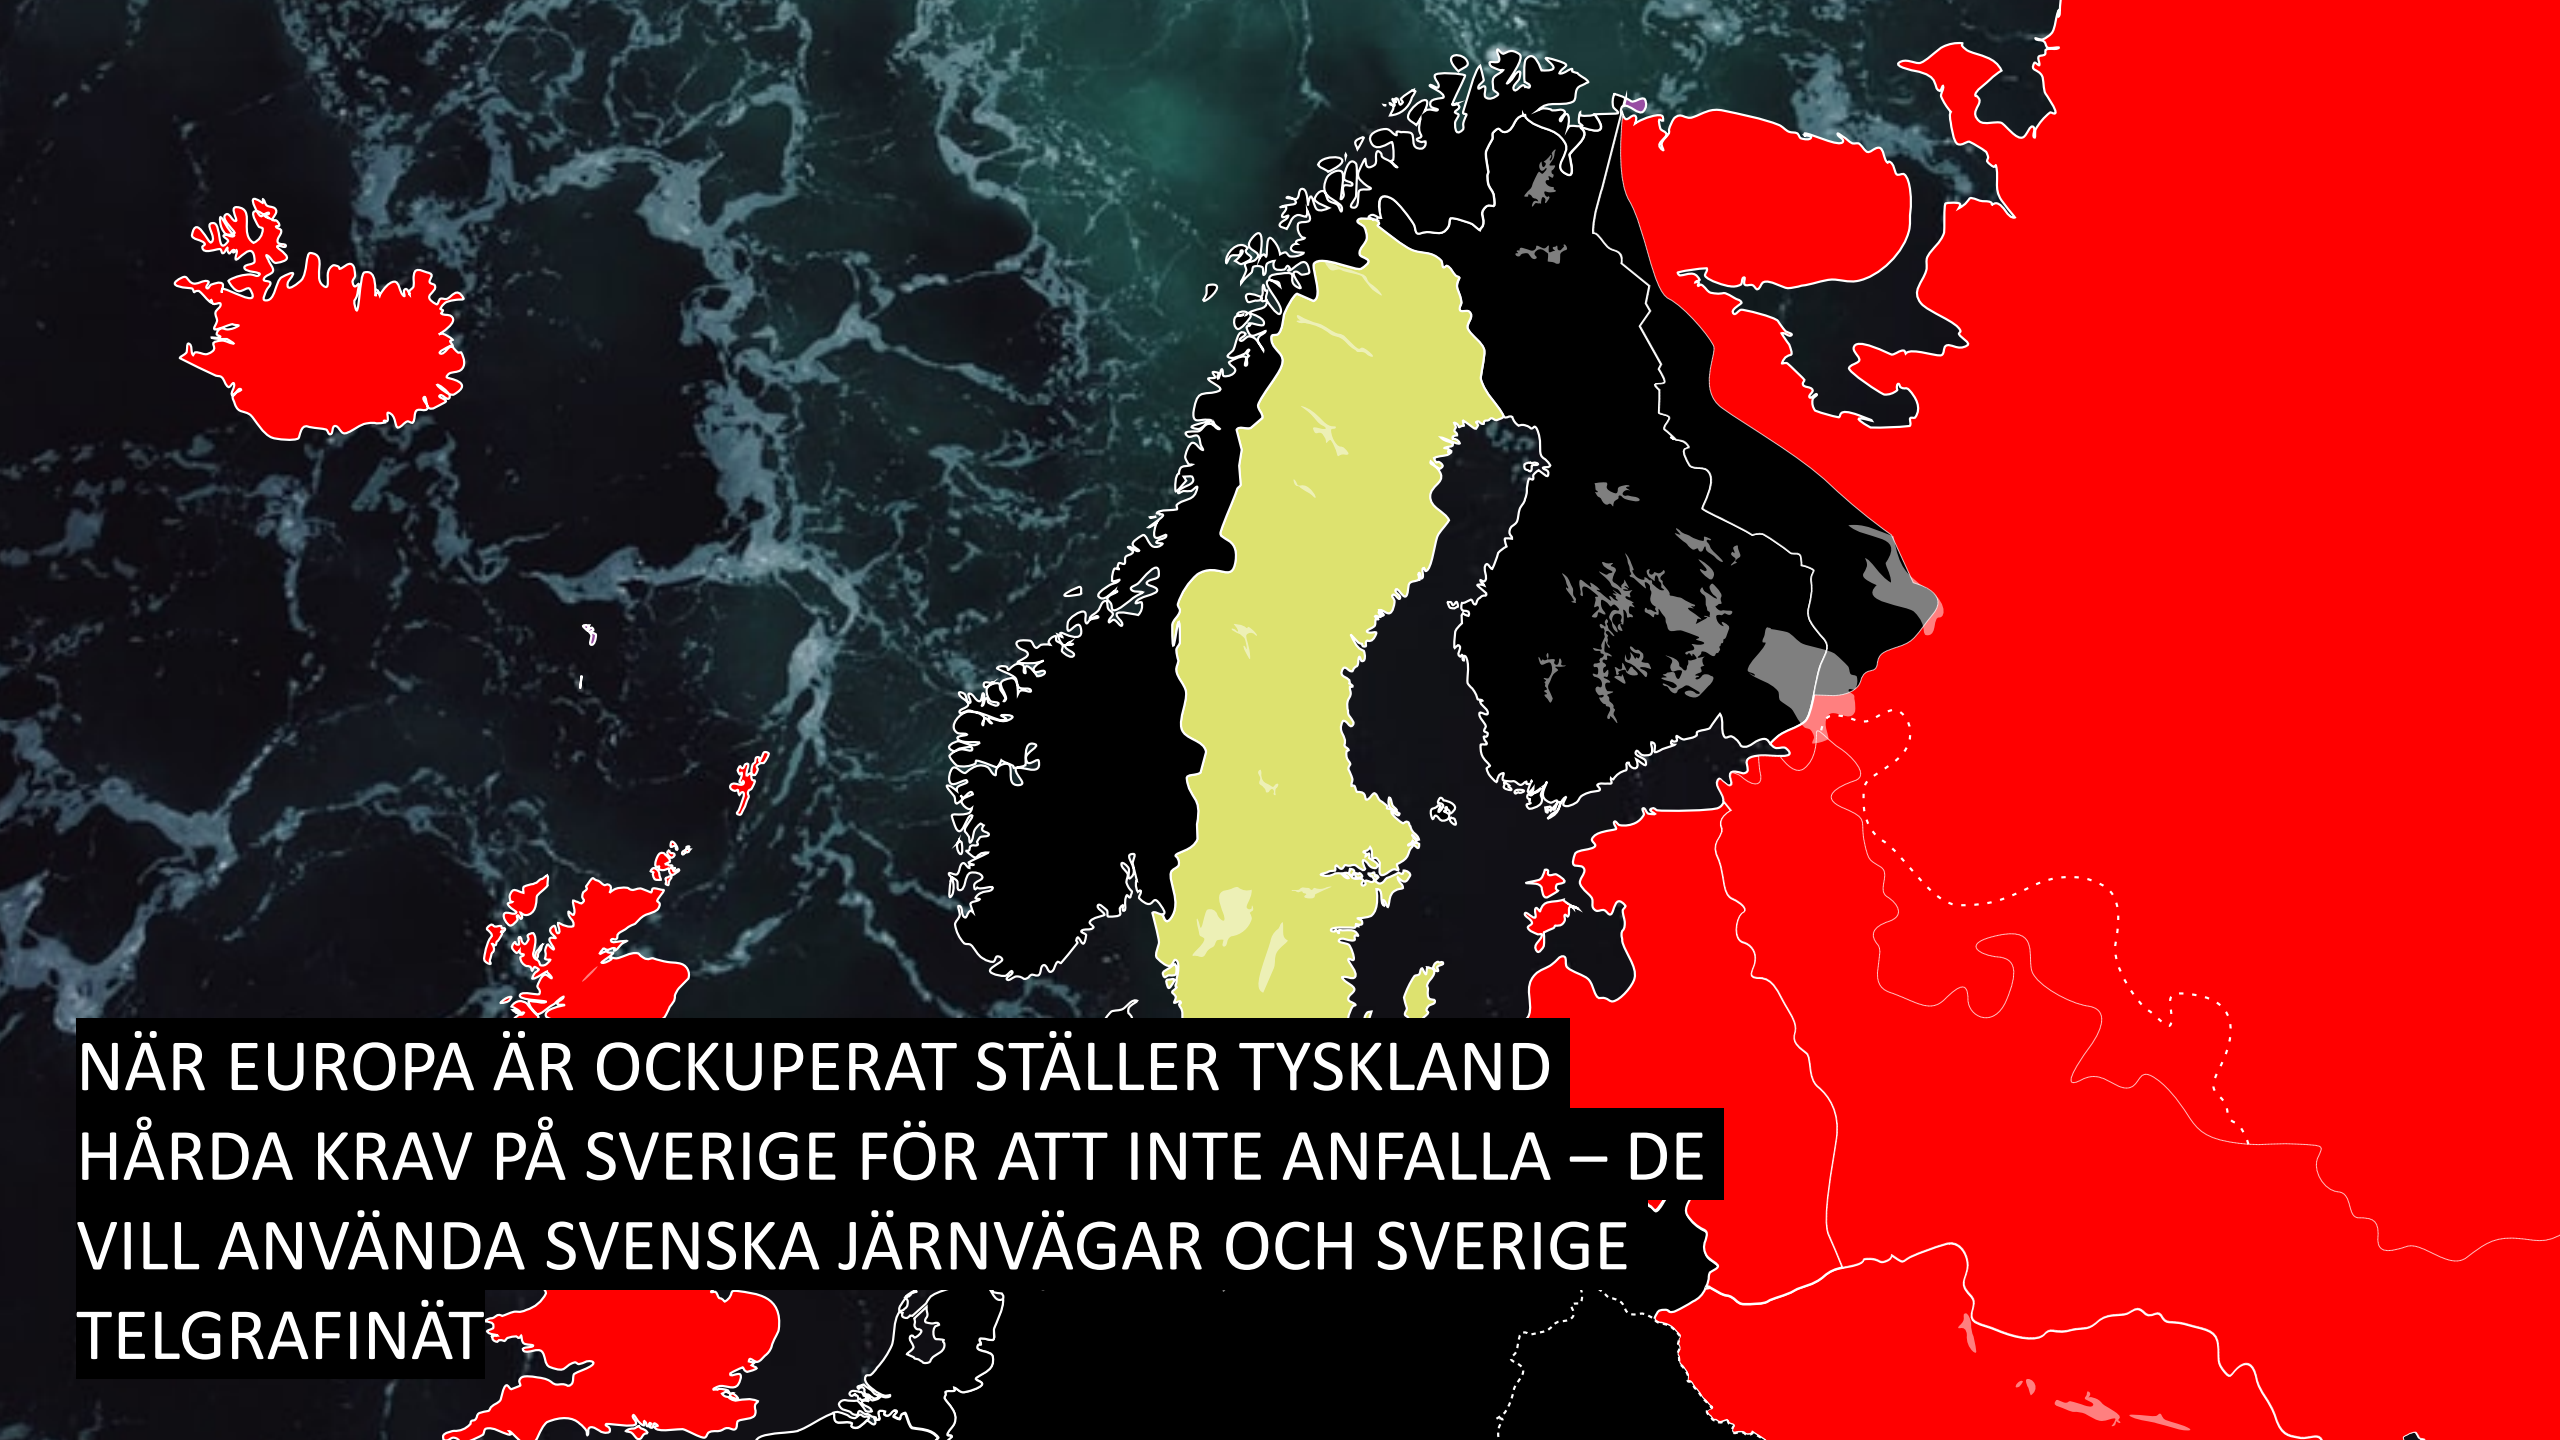 NÄR EUROPA ÄR OCKUPERAT STÄLLER TYSKLAND
HÅRDA KRAV PÅ SVERIGE FÖR ATT INTE ANFALLA – DE
VILL ANVÄNDA SVENSKA JÄRNVÄGAR OCH SVERIGE
TELGRAFINÄT